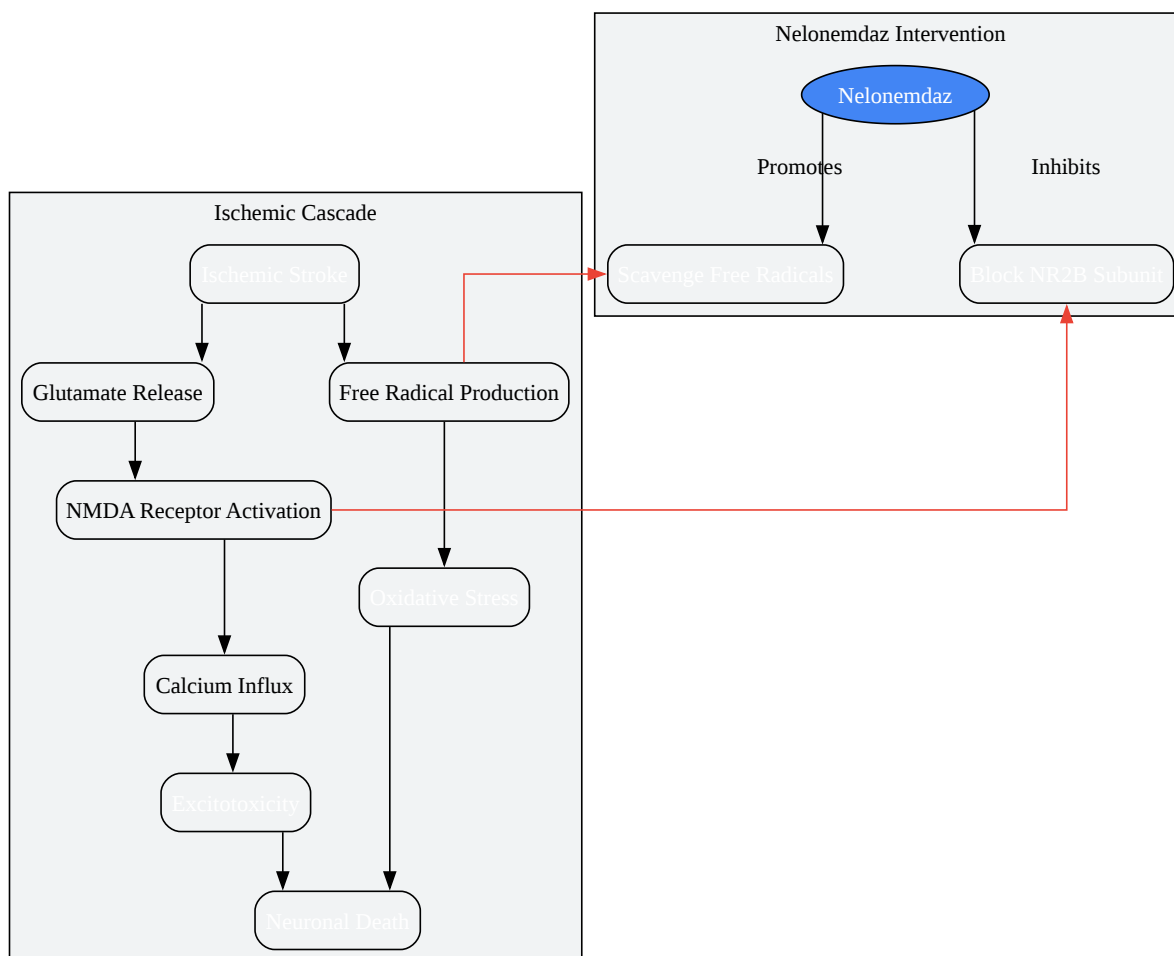 Nelonemdaz Intervention
Nelonemdaz
Promotes
Inhibits
Ischemic Cascade
Ischemic Stroke
Scavenge Free Radicals
Block NR2B Subunit
Glutamate Release
Free Radical Production
NMDA Receptor Activation
Oxidative Stress
Calcium Influx
Excitotoxicity
Neuronal Death